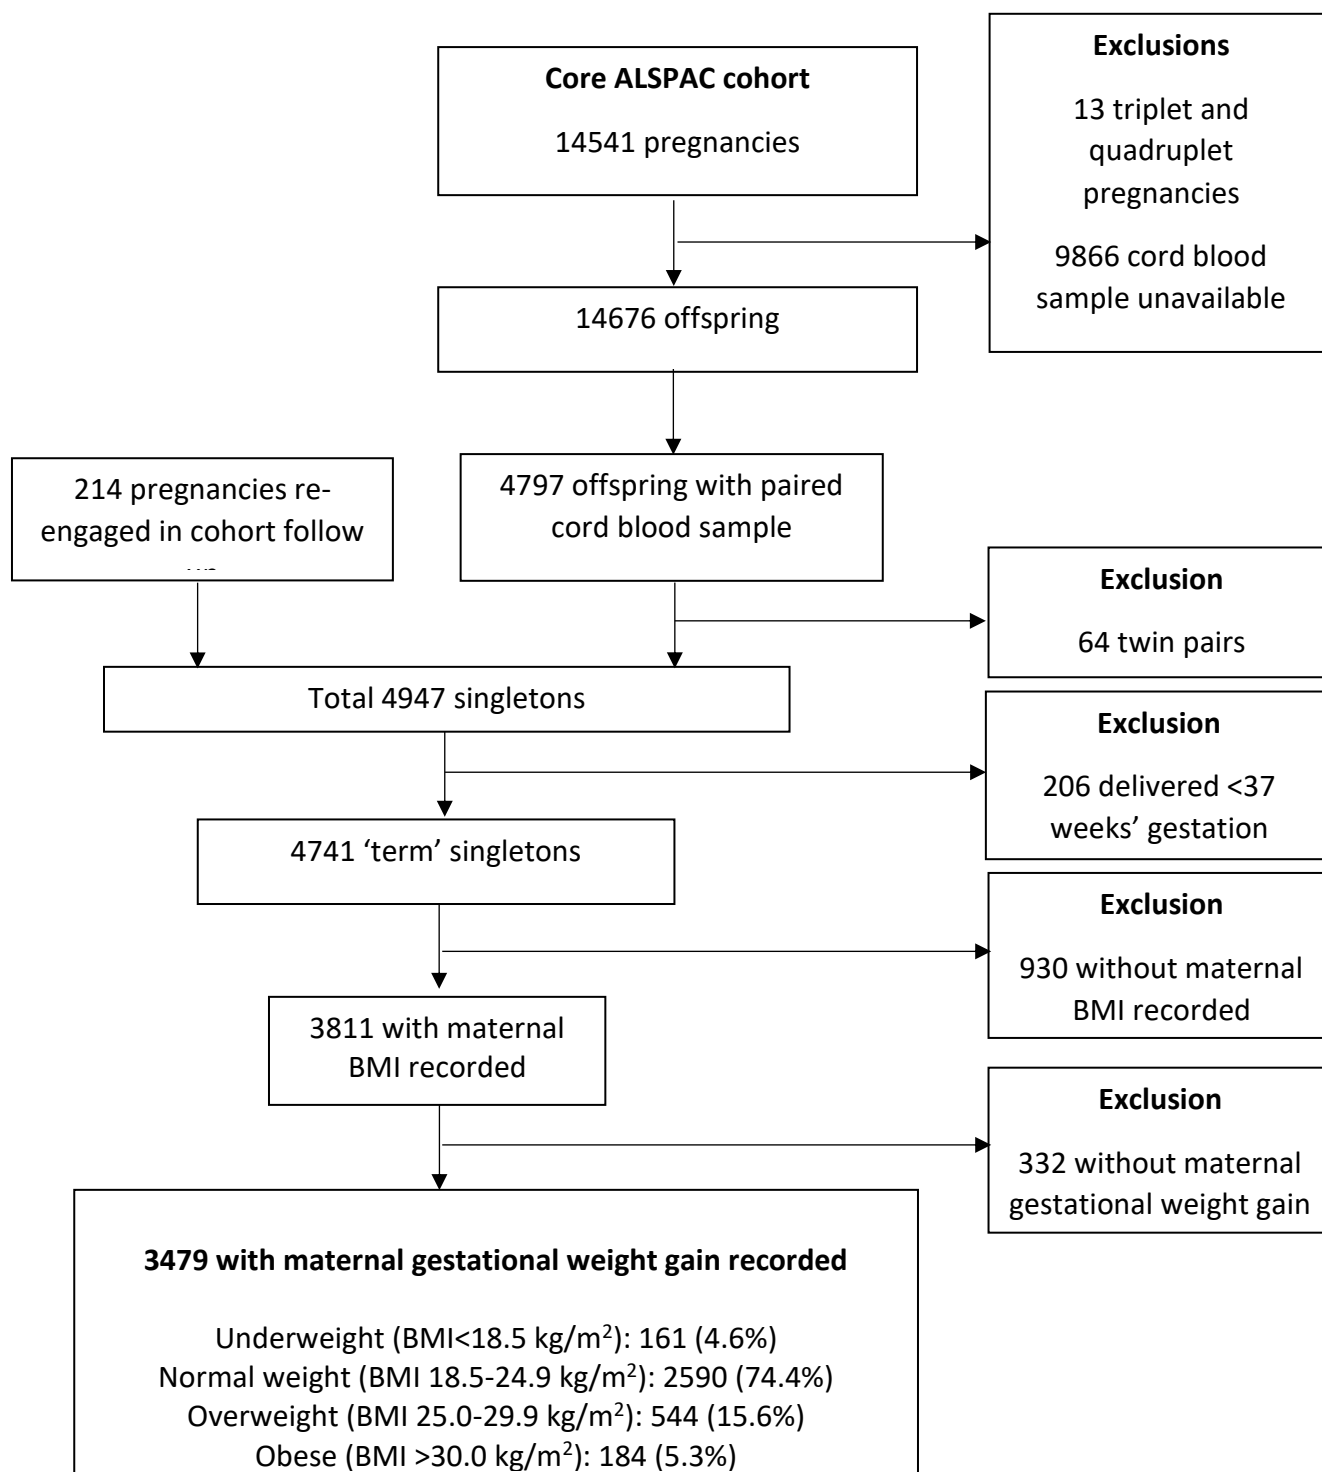 Core ALSPAC cohort
14541 pregnancies
Exclusions
13 triplet and
quadruplet
pregnancies
9866 cord blood
sample unavailable
14676 offspring
214 pregnancies re-
engaged in cohort follow
4797 offspring with paired
cord blood sample
Exclusion
64 twin pairs
Total 4947 singletons
Exclusion
206 delivered <37
weeks’ gestation
4741 ‘term’ singletons
Exclusion
930 without maternal
BMI recorded
3811 with maternal
BMI recorded
Exclusion
332 without maternal
gestational weight gain
3479 with maternal gestational weight gain recorded
Underweight (BMI<18.5 kg/m²): 161 (4.6%)
Normal weight (BMI 18.5-24.9 kg/m²): 2590 (74.4%)
Overweight (BMI 25.0-29.9 kg/m²): 544 (15.6%)
Obese (BMI >30.0 kg/m²): 184 (5.3%)